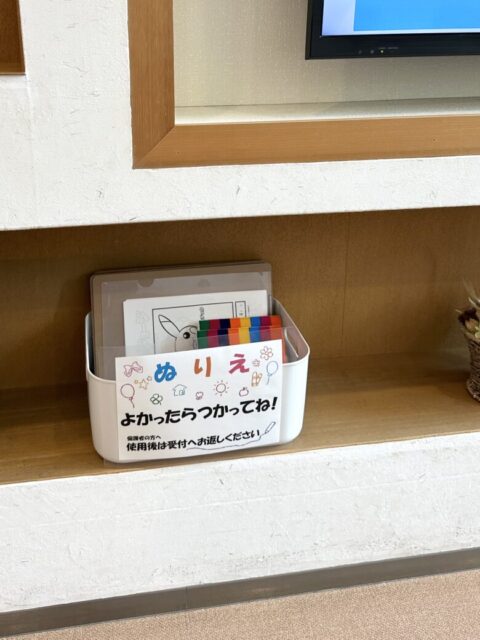 ぬりえ
よかったらつかってね!
保護者の方へ
使用後は受付へお返しください